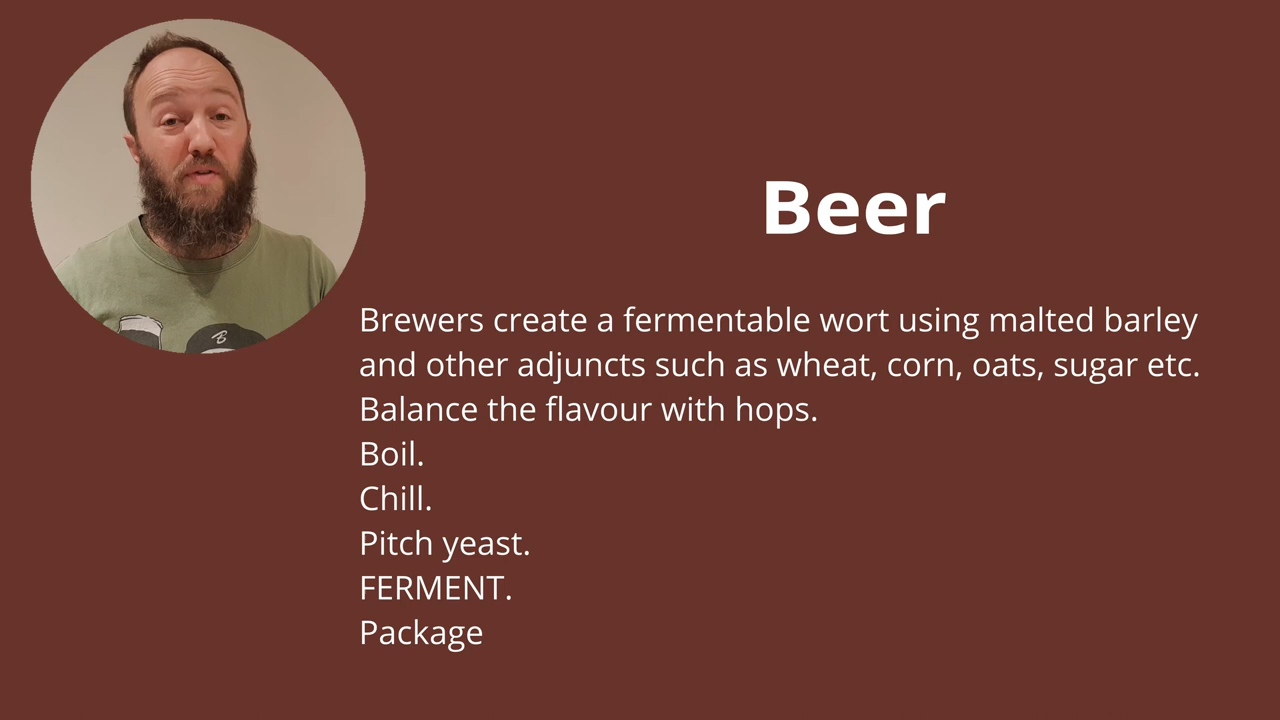 Beer
Brewers create a fermentable wort using malted barley
and other adjuncts such as wheat, corn, oats, sugar etc.
Balance the flavour with hops.
Boil.
Chill.
Pitch yeast.
FERMENT.
Package